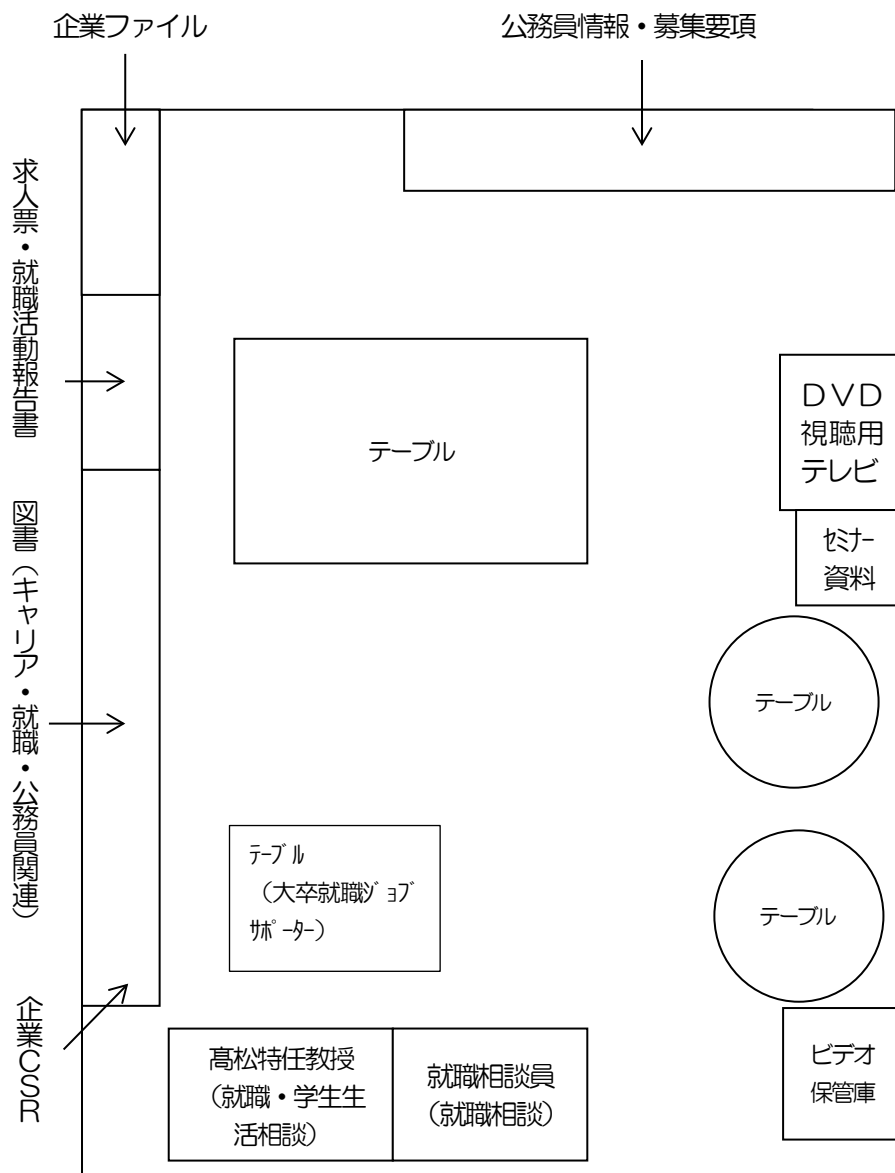 企業ファイル
公務員情報・募集要項
求人票・就職活動報告書
テーブル
DVD
視聴用
テレビ
ｾﾐﾅｰ
資料
図書（キャリア・就職・公務員関連）
テーブル
ﾃｰﾌﾞﾙ
（大卒就職ｼﾞｮﾌﾞ
ｻﾎﾟｰﾀｰ）
テーブル
企業CSR
髙松特任教授
（就職・学生生
活相談）
就職相談員
（就職相談）
ビデオ
保管庫